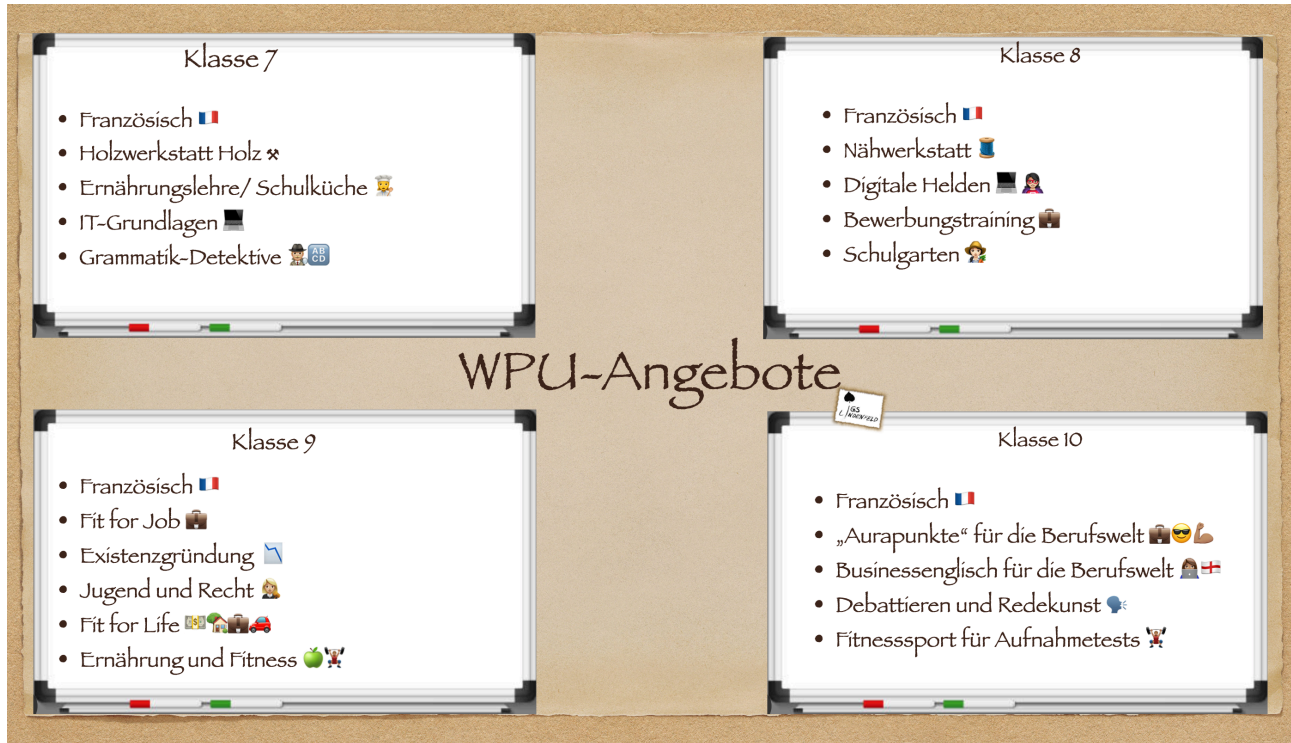 Klasse 7
• Französisch 🇫🇷
• Holzwerkstatt Holz ⚒
• Ernährungslehre/ Schulküche 👩‍🍳
• IT-Grundlagen 💻
• Grammatik-Detektive 🕵🔠
Klasse 8
• Französisch 🇫🇷
• Nähwerkstatt 🧵
• Digitale Helden 💻 🦹
• Bewerbungstraining 💼
• Schulgarten 🧑‍🌾
WPU-Angebote
IGS
LINDENFELD
Klasse 9
• Französisch 🇫🇷
• Fit for Job 💼
• Existenzgründung 📉
• Jugend und Recht 👩‍⚖️
• Fit for Life 💵🏡💼🚗
• Ernährung und Fitness 🍏🏋
Klasse 10
• Französisch 🇫🇷
• „Aurapunkte“ für die Berufswelt 💼😎💪
• Businessenglisch für die Berufswelt 👩‍💻🏴󠁧󠁢󠁥󠁮󠁧󠁿
• Debattieren und Redekunst 🗣
• Fitnesssport für Aufnahmetests 🏋